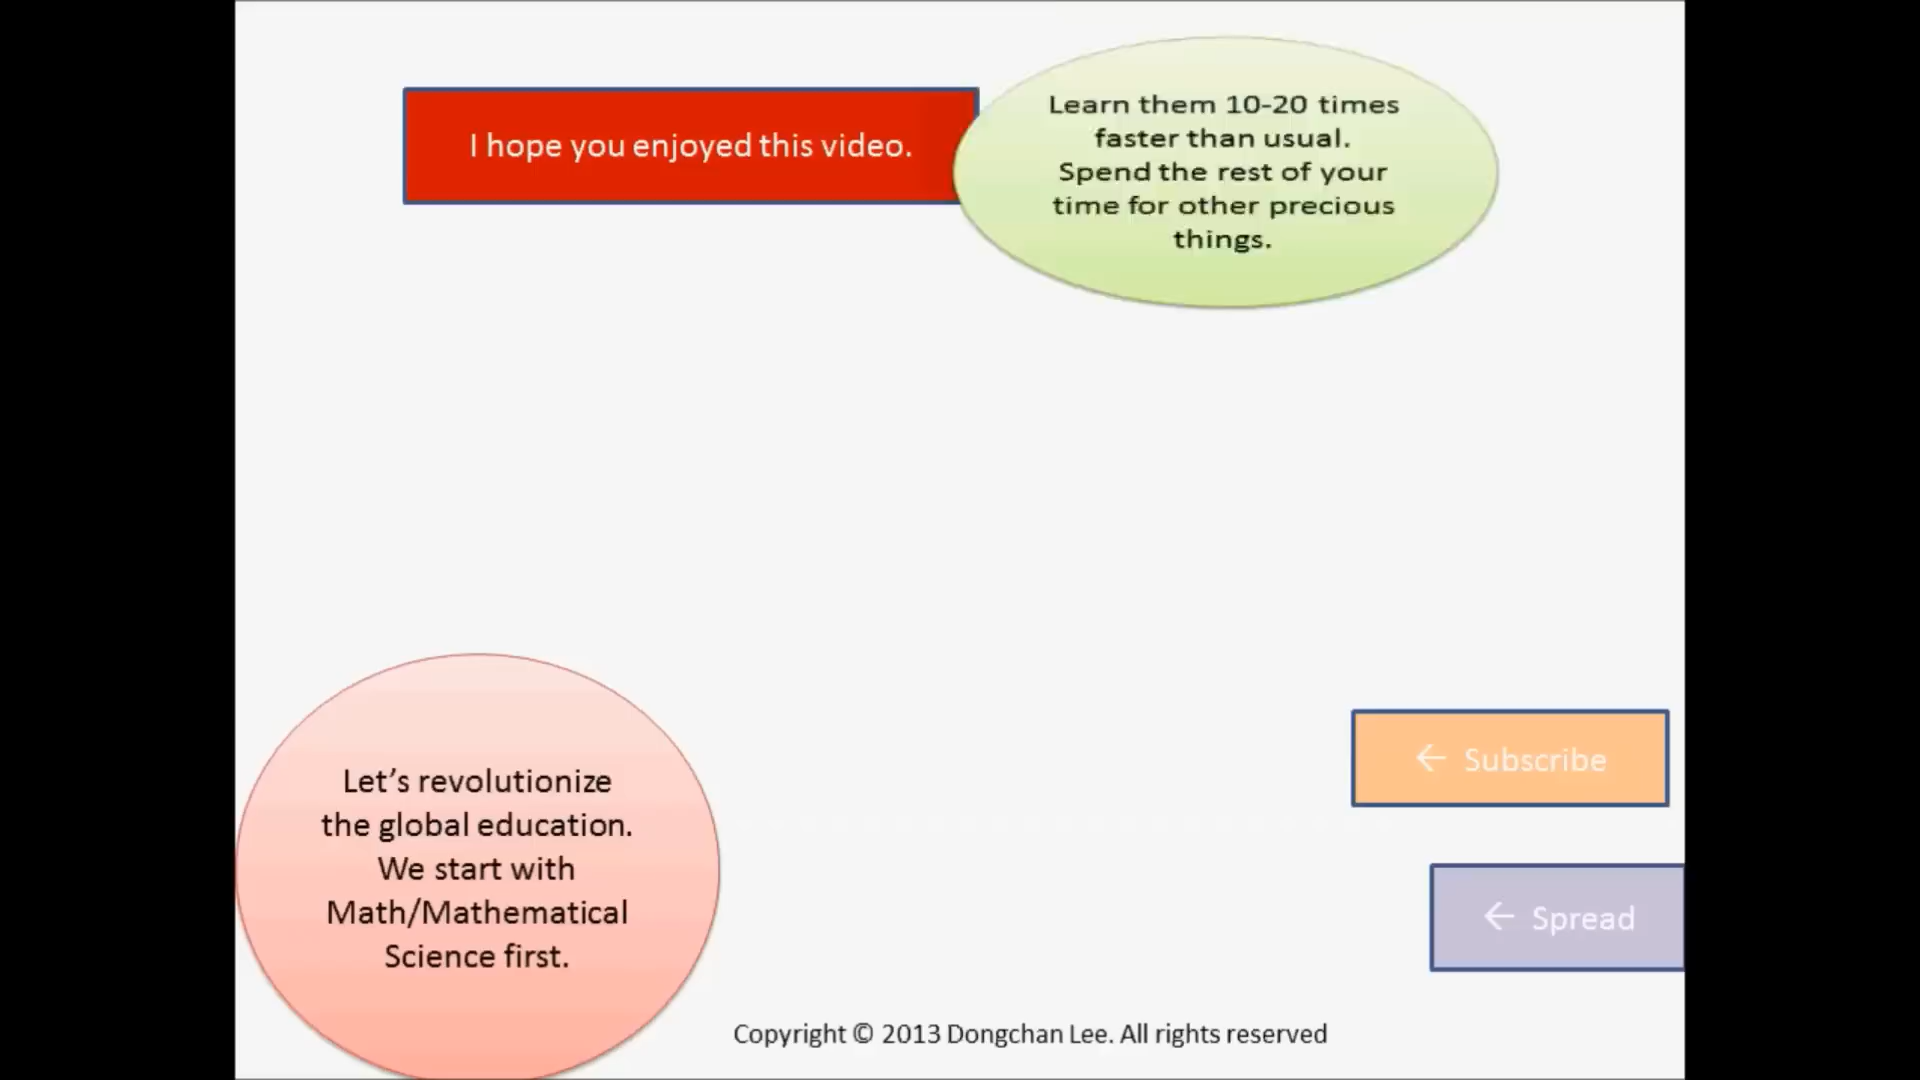 I hope you enjoyed this video.
Learn them 10-20 times
faster than usual.
Spend the rest of your
time for other precious
things.
Let’s revolutionize
the global education.
We start with
Math/Mathematical
Science first.
← Subscribe
← Spread
Copyright © 2013 Dongchan Lee. All rights reserved